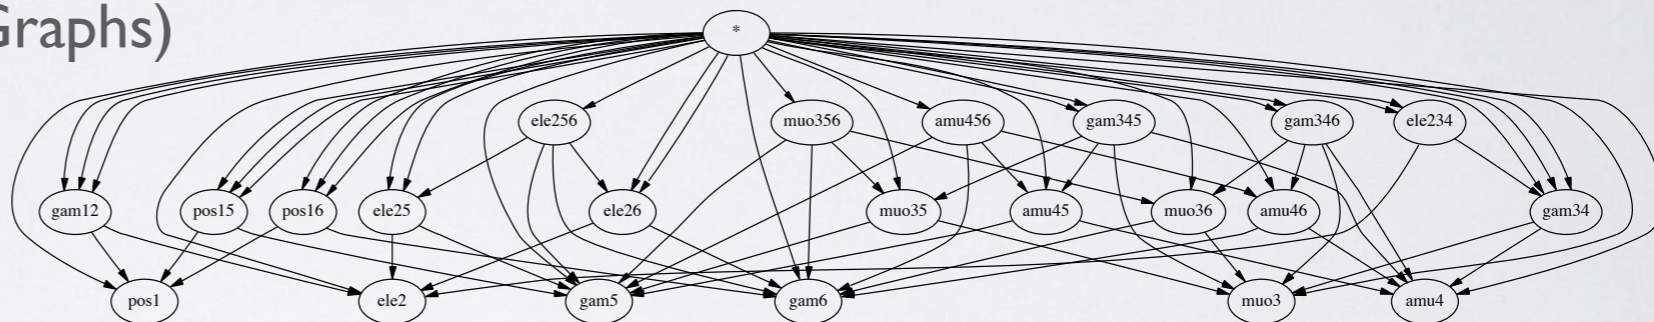 Graphs)
*
ele256 muo356 amu456 gam345 gam346 ele234
gam12 pos15 pos16 ele25 ele26 muo35 amu45 muo36 amu46 gam34
pos1 ele2 gam5 gam6 muo3 amu4